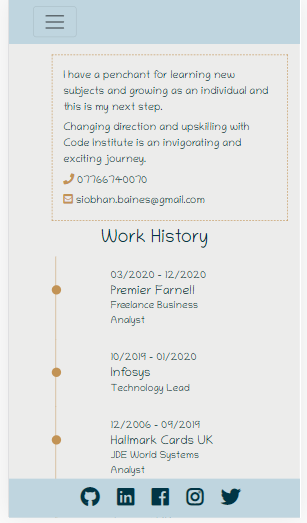 I have a penchant for learning new
subjects and growing as an individual and
this is my next step.
Changing direction and upskilling with
Code Institute is an invigorating and
exciting journey.
07766740070
siobhan.baines@gmail.com
Work History
03/2020 - 12/2020
Premier Farnell
Freelance Business
Analyst
10/2019 - 01/2020
Infosys
Technology Lead
12/2006 - 09/2019
Hallmark Cards UK
JDE World Systems
Analyst